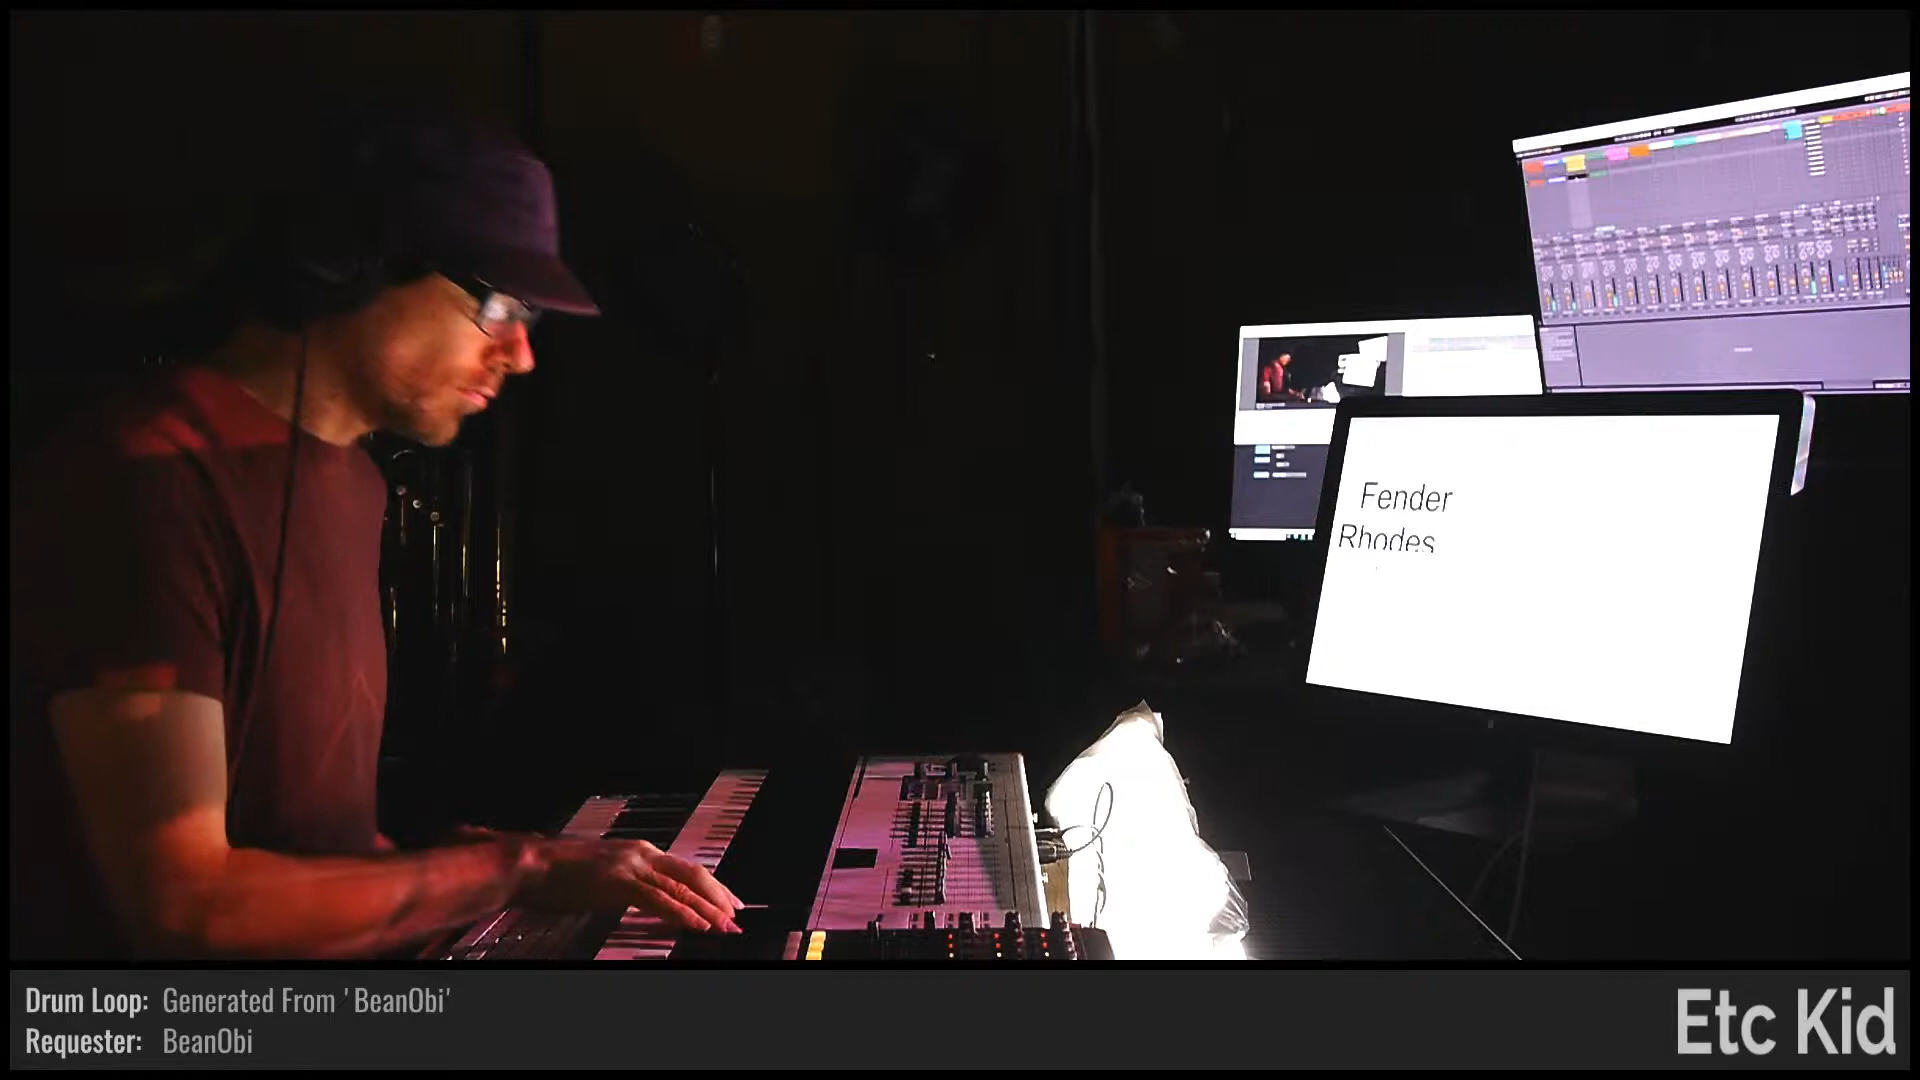 Fender
Rhodes
Drum Loop: Generated From 'BeanObi'
Requester: BeanObi
Etc Kid